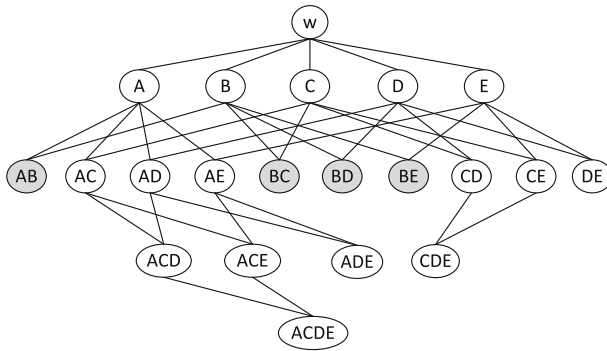 w
A B C D E
AB AC AD AE BC BD BE CD CE DE
ACD ACE ADE CDE
ACDE